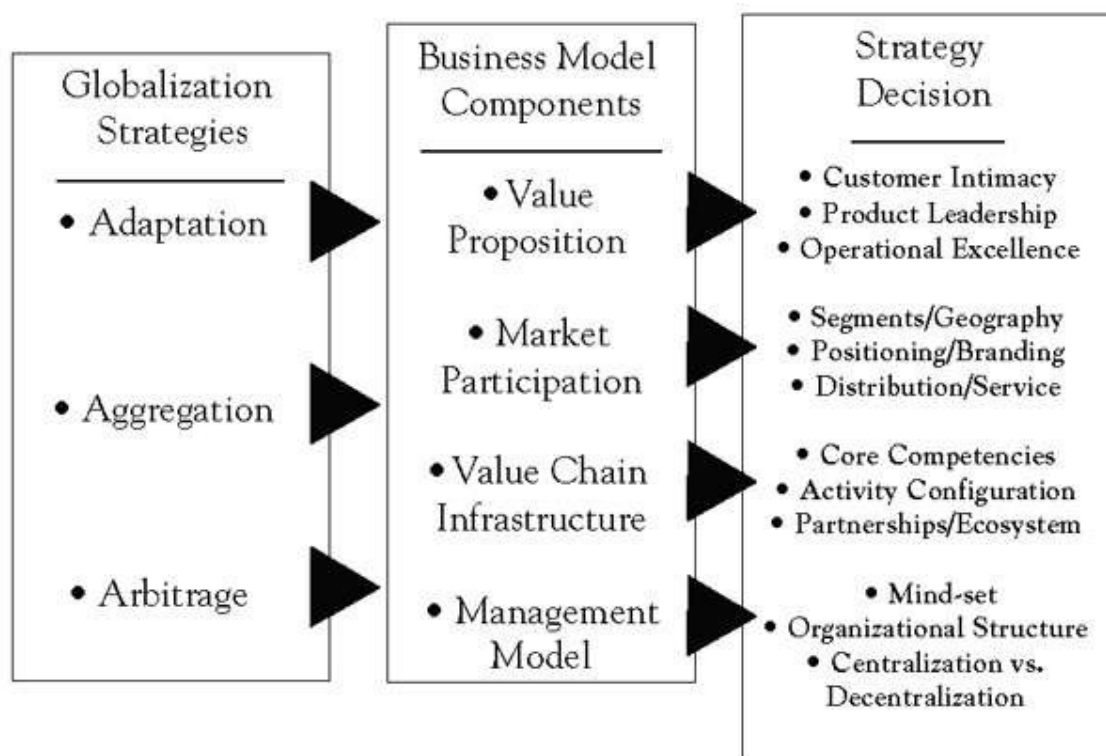 Globalization
Strategies
• Adaptation
• Aggregation
• Arbitrage
Business Model
Components
• Value
Proposition
• Market
Participation
• Value Chain
Infrastructure
• Management
Model
Strategy
Decision
• Customer Intimacy
• Product Leadership
• Operational Excellence
• Segments/Geography
• Positioning/Branding
• Distribution/Service
• Core Competencies
• Activity Configuration
• Partnerships/Ecosystem
• Mind-set
• Organizational Structure
• Centralization vs.
Decentralization